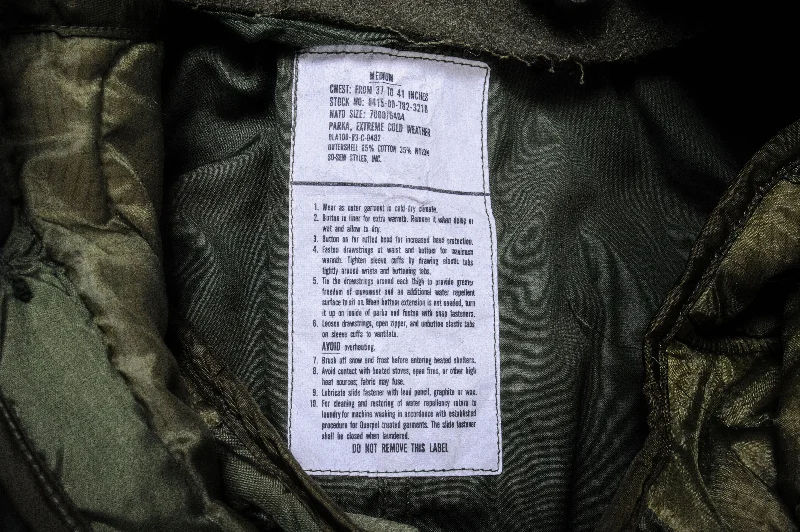 MEDIUM
CHEST: FROM 37 TO 41 INCHES
STOCK NO: 8415-00-782-3218
NATO SIZE: 708075424
PARKA, EXTREME COLD WEATHER
DLA100-83-C-0482
OUTERSHELL 65% COTTON 35% NYLON
SO-SEW STYLES, INC.
1. Wear as outer garment in cold-dry climate.
2. Button in liner for extra warmth. Remove it when damp or
wet and allow to dry.
3. Button on fur ruffed hood for increased head protection.
4. Fasten drawstrings at waist and bottom for maximum
warmth. Tighten sleeve cuffs by drawing elastic tabs
tightly around wrists and buttoning tabs.
5. Tie the drawstrings around each thigh to provide greater
freedom of movement and an additional water repellent
surface to sit on. When bottom extension is not needed, turn
it up on inside of parka and fasten with snap fasteners.
6. Loosen drawstrings, open zipper, and unbutton elastic tabs
on sleeve cuffs to ventilate.
AVOID overheating.
7. Brush off snow and frost before entering heated shelters.
8. Avoid contact with heated stoves, open fires, or other high
heat sources; fabric may fuse.
9. Lubricate slide fastener with lead pencil, graphite or wax.
10. For cleaning and restoring of water repellency return to
laundry for machine washing in accordance with established
procedure for Quarpel treated garments. The slide fastener
shall be closed when laundered.
DO NOT REMOVE THIS LABEL